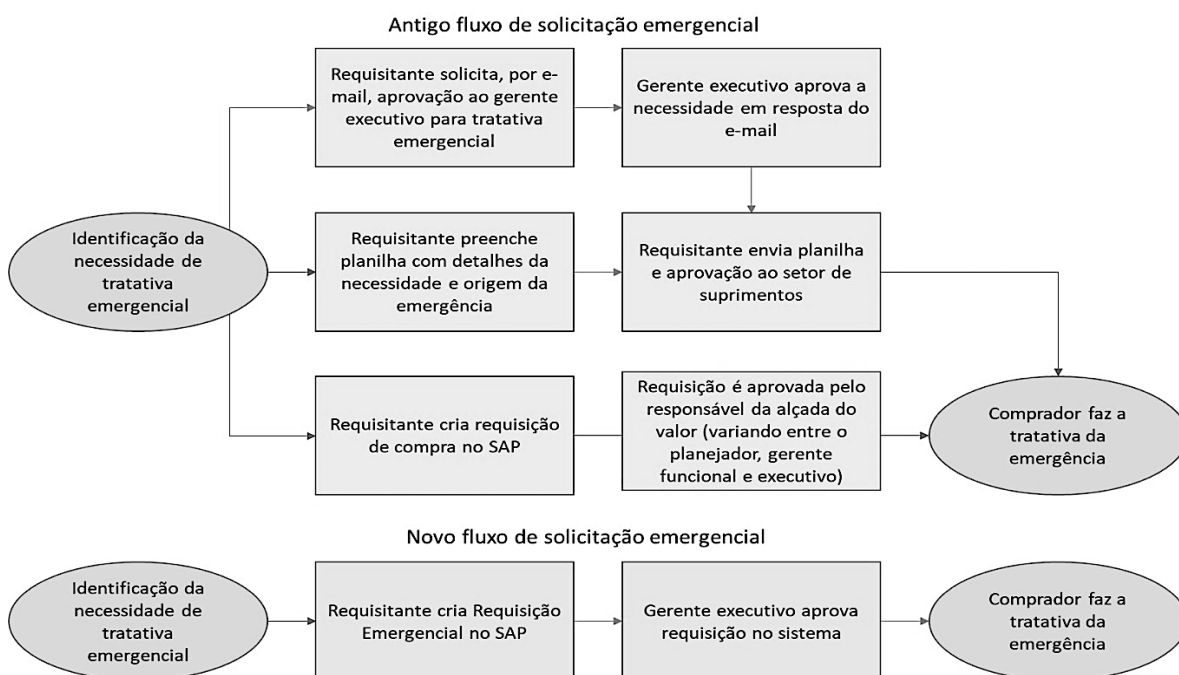 Antigo fluxo de solicitação emergencial
Requisitante solicita, por e-
mail, aprovação ao gerente
executivo para tratativa
emergencial
Gerente executivo aprova a
necessidade em resposta do
e-mail
Identificação da
necessidade de
tratativa
emergencial
Requisitante preenche
planilha com detalhes da
necessidade e origem da
emergência
Requisitante envia planilha
e aprovação ao setor de
suprimentos
Requisitante cria requisição
de compra no SAP
Requisição é aprovada pelo
responsável da alçada do
valor (variando entre o
planejador, gerente
funcional e executivo)
Comprador faz a
tratativa da
emergência
Novo fluxo de solicitação emergencial
Identificação da
necessidade de
tratativa
emergencial
Requisitante cria Requisição
Emergencial no SAP
Gerente executivo aprova
requisição no sistema
Comprador faz a
tratativa da
emergência